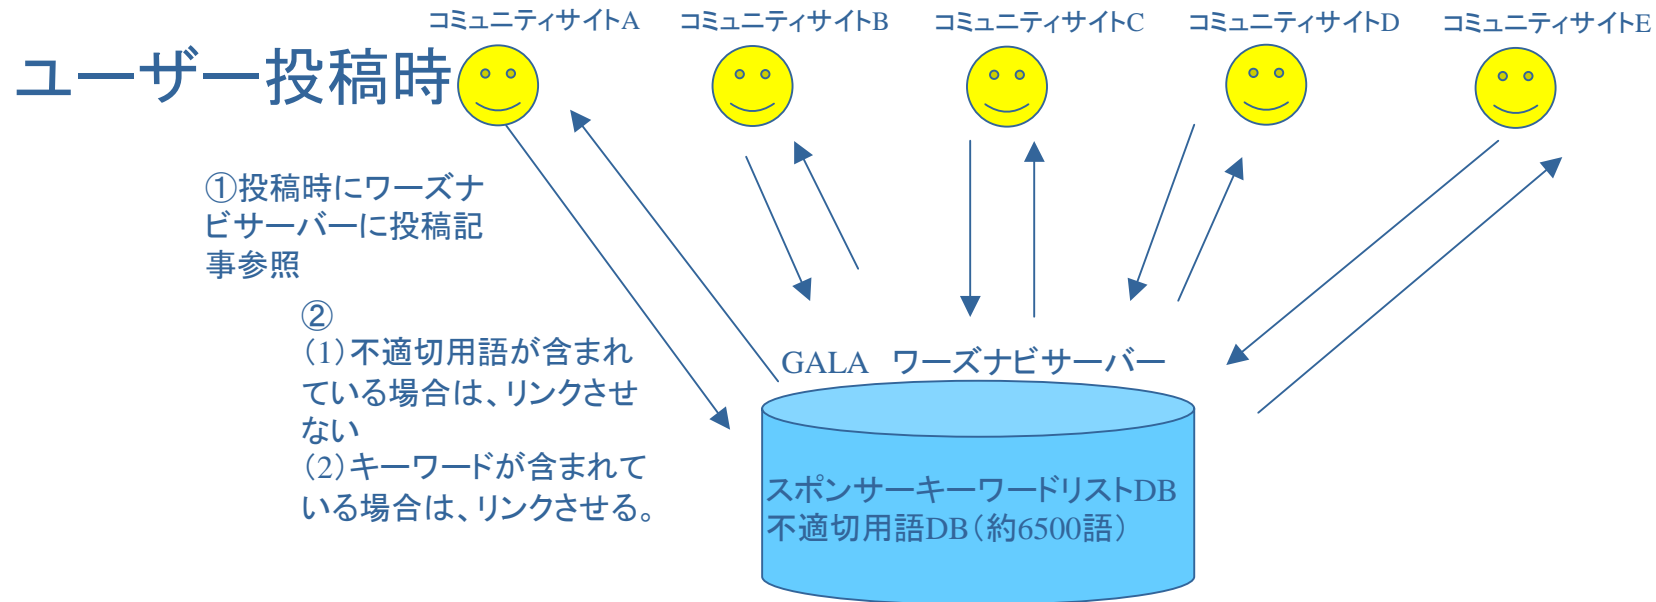 コミュニティサイトA
コミュニティサイトB
コミュニティサイトC
コミュニティサイトD
コミュニティサイトE
ユーザー投稿時
①投稿時にワーズナ
ビサーバーに投稿記
事参照
②
(1)不適切用語が含まれ
ている場合は、リンクさせ
ない
(2)キーワードが含まれて
いる場合は、リンクさせる。
GALA ワーズナビサーバー
スポンサーキーワードリストDB
不適切用語DB(約6500語)